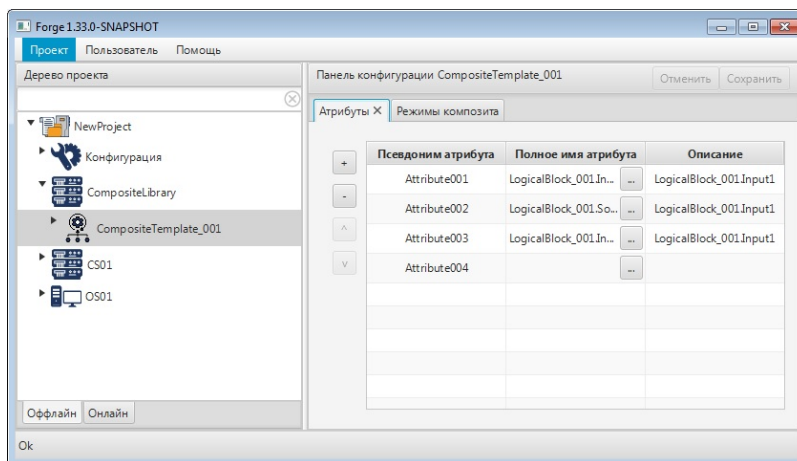 Forge 1.33.0-SNAPSHOT
Проект Пользователь Помощь
Дерево проекта
NewProject
Конфигурация
CompositeLibrary
CompositeTemplate_001
CS01
OS01
Оффлайн Онлайн
Панель конфигурации CompositeTemplate_001
Отменить Сохранить
Атрибуты X Режимы композита
+
-
^
v
Псевдоним атрибута Полное имя атрибута Описание
Attribute001 LogicalBlock_001.In... ... LogicalBlock_001.Input1
Attribute002 LogicalBlock_001.So... ... LogicalBlock_001.Input1
Attribute003 LogicalBlock_001.In... ... LogicalBlock_001.Input1
Attribute004 ...
Ok